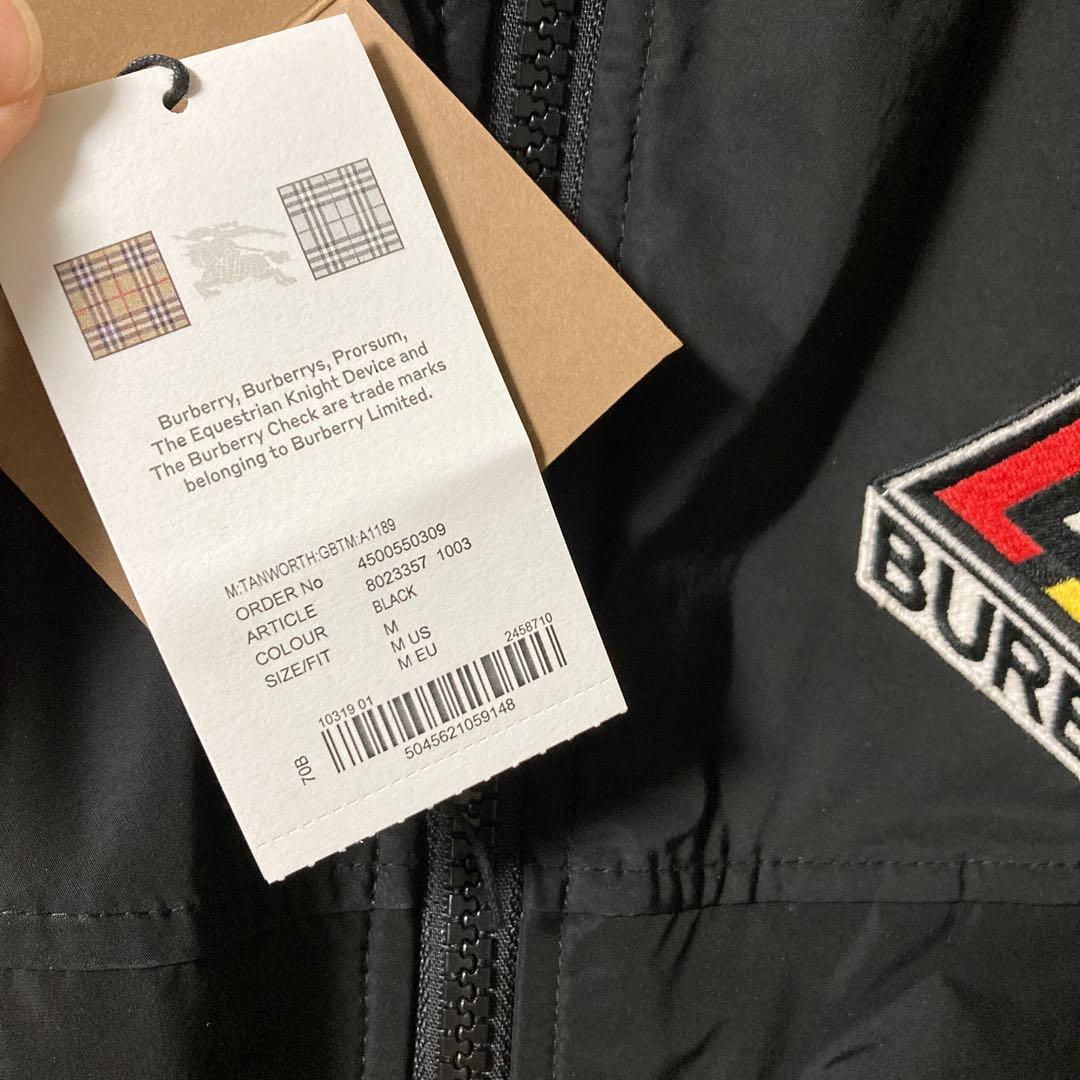 Burberry, Burberrys, Prorsum,
The Equestrian Knight Device and
The Burberry Check are trade marks
belonging to Burberry Limited.
M:TANWORTH:GBTM:A1189
ORDER No 4500550309
ARTICLE 8023357 1003
COLOUR BLACK
SIZE/FIT M
M US
M EU
10319 01 2458710
70B
5045621059148
BURBE